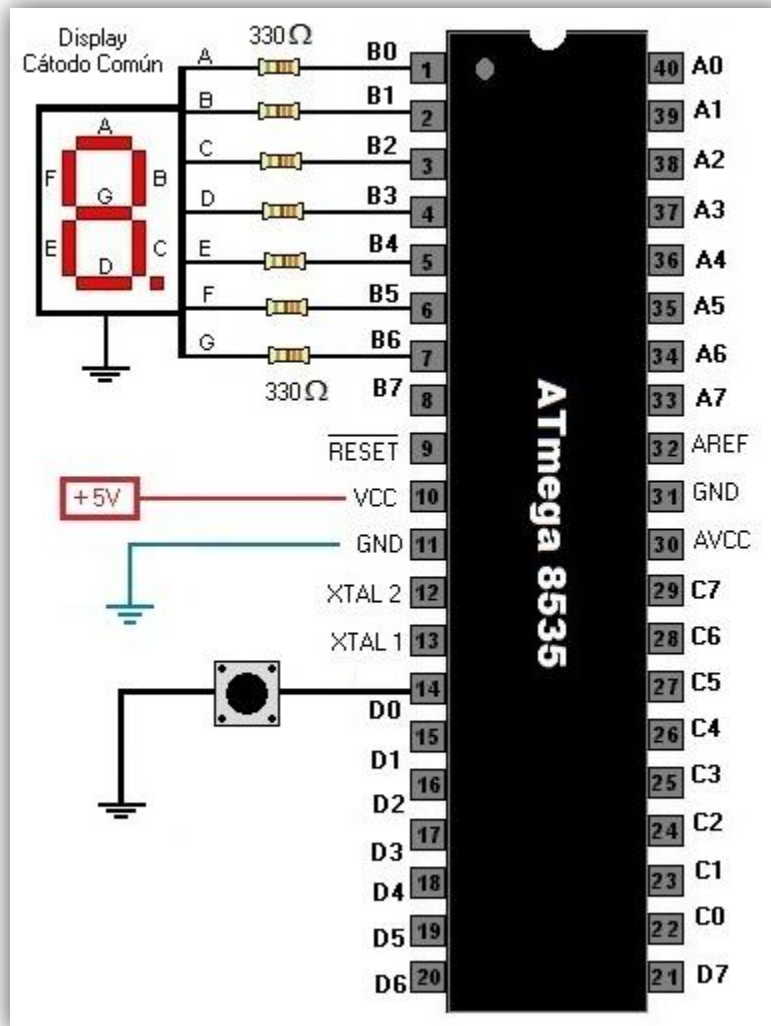 Display
Cátodo Común
330Ω
A
B0
1
40 A0
B
B1
2
39 A1
C
B2
3
38 A2
D
B3
4
37 A3
E
B4
5
36 A4
F
B5
6
35 A5
G
B6
7
34 A6
330Ω
B7
8
33 A7
A
F
B
G
E
C
D
RESET
9
32 AREF
+5V
VCC
10
31 GND
GND
11
30 AVCC
XTAL 2
12
29 C7
XTAL 1
13
28 C6
14
27 C5
D0
15
26 C4
D1
16
25 C3
D2
17
24 C2
D3
18
23 C1
D4
19
22 C0
D5
20
21 D7
D6
ATmega 8535